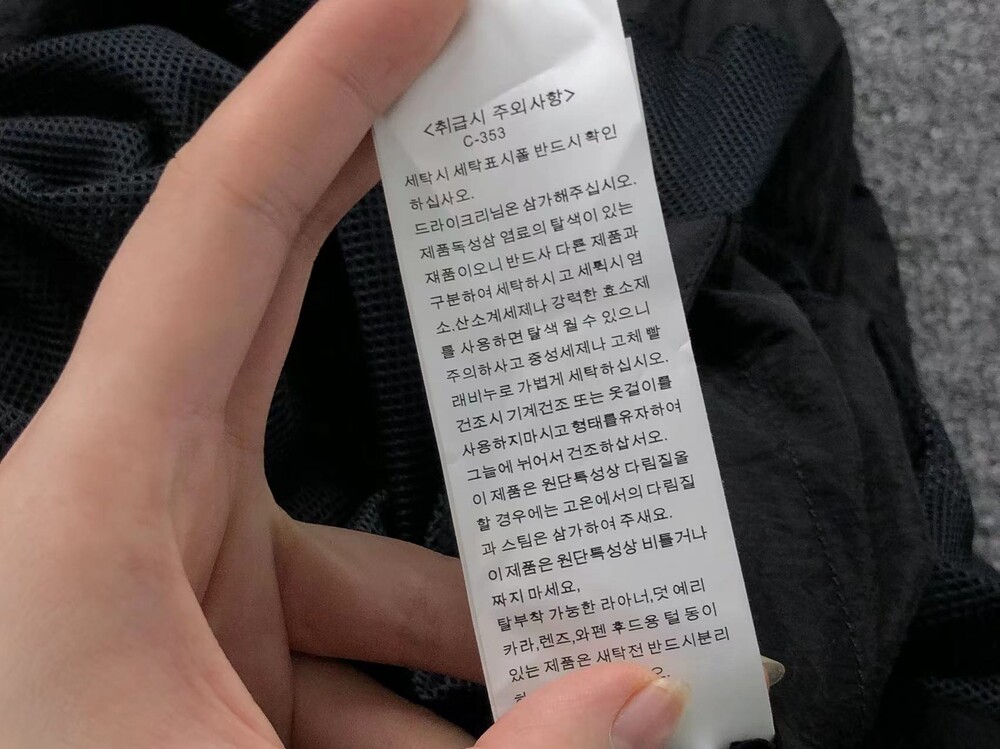 <취급시 주의사항>
C-353
세탁시 세탁표시폴 반드시확인
하십사오.
드라이크리닝은 삼가해주십시오.
제품독성삼 염료의 탈색이 있는
쟤품이오니 반드사 다른 제품과
구분하여 세탁하시고 세퇵시 염
소.산소계세제나 강력한 효소제
를 사용하면 탈색 윌 수 있으니
주의하사고 중성세제나 고체 빨
래비누로 가볍게 세탁하십시오.
건조시 기계건조 또는 옷걸이를
사용하지마시고 형태를유자하여
그늘에 뉘어서 건조하삽서오.
이 제품은 원단특성상 다림질올
할 경우에는 고온에서의 다림질
과 스팀은 삼가하여 주새요.
이제품은 원단특성상 비틀거나
짜지 마세요,
탈부착 가눙한 라아너,덧 예리
카라,렌즈,와펜 후드용 털 동이
있는 제품은 새탁전 반드시분리
오.